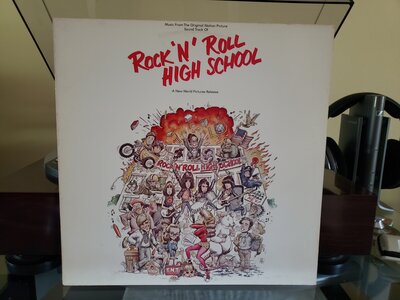 Music From The Original Motion Picture
Sound Track Of
ROCK 'N' ROLL
HIGH SCHOOL
A New World Pictures Release
ROCK 'N' ROLL HIGH SCHOOL
E.M.T.